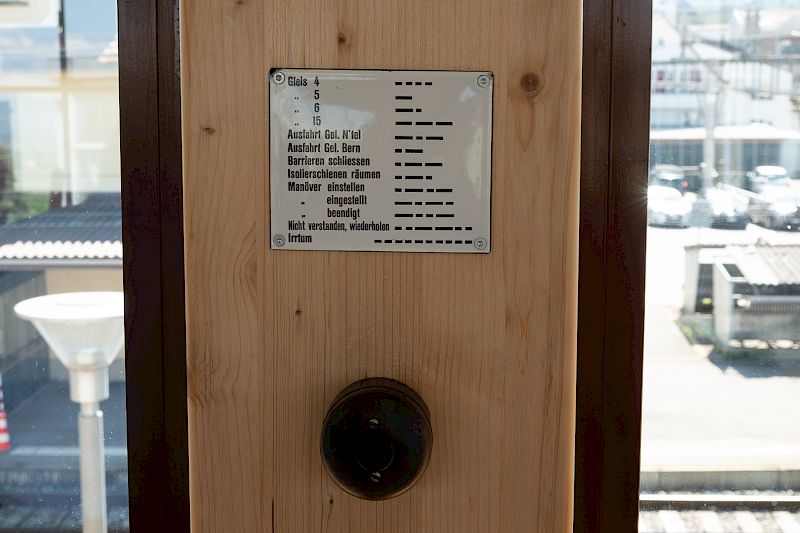 Gleis 4
„ 5
„ 6
„ 15
Ausfahrt Gel. N'tel
Ausfahrt Gel. Bern
Barrieren schliessen
Isolierschienen räumen
Manöver einstellen
„ eingestellt
„ beendigt
Nicht verstanden, wiederholen
Irrtum